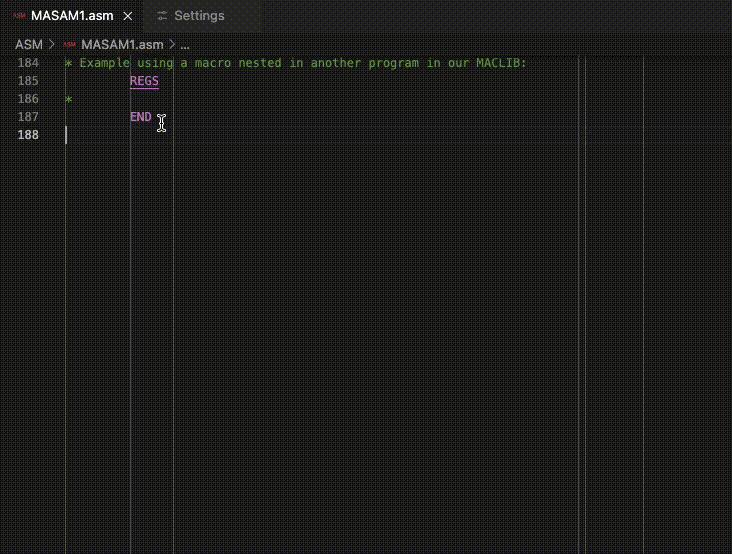 ASM MASAM1.asm × Settings
ASM > ASM MASAM1.asm > ...
184 * Example using a macro nested in another program in our MACLIB:
185 REGS
186 *
187 END
188